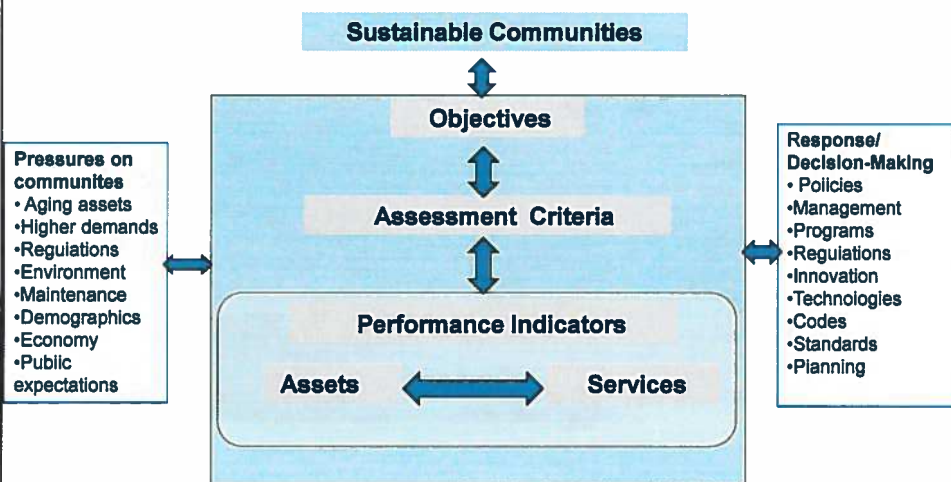 Sustainable Communities
Objectives
Assessment Criteria
Performance Indicators
Assets
Services
Pressures on
communites
• Aging assets
•Higher demands
•Regulations
•Environment
•Maintenance
•Demographics
•Economy
•Public
expectations
Response/
Decision-Making
• Policies
•Management
•Programs
•Regulations
•Innovation
•Technologies
•Codes
•Standards
•Planning